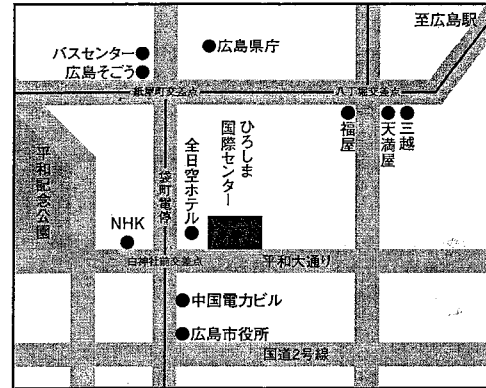 至広島駅
バスセンター
広島県庁
広島そごう
紙屋町交差点
八丁堀交差点
福屋
天満屋
三越
平和記念公園
袋町電停
全日空ホテル
ひろしま
国際センター
NHK
白神社前交差点
平和大通り
中国電力ビル
広島市役所
国道2号線